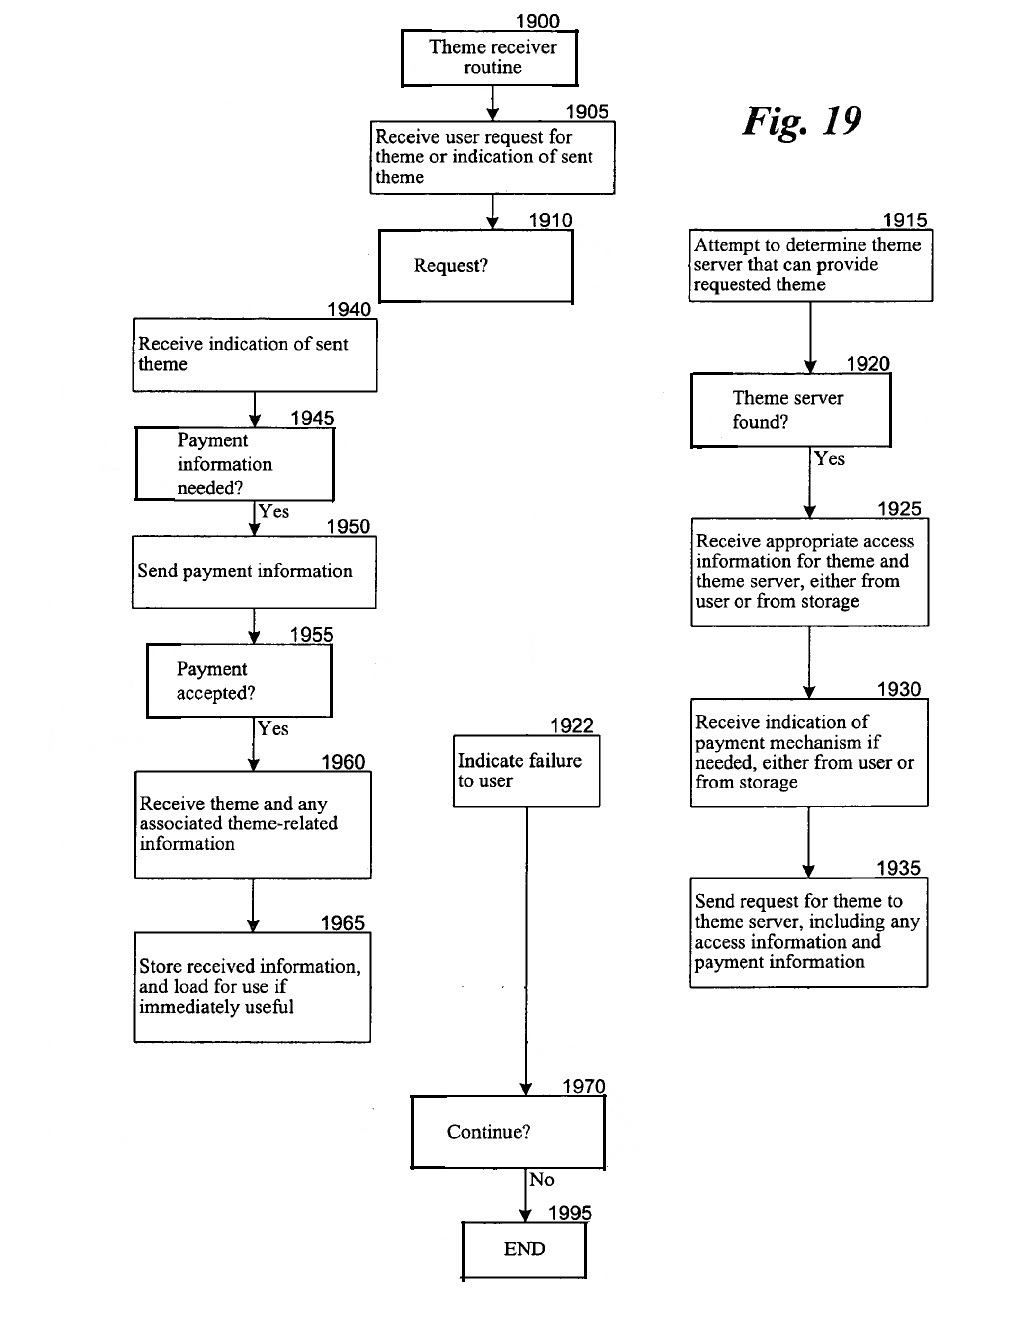 1900
Theme receiver
routine
Fig. 19
1905
Receive user request for
theme or indication of sent
theme
1910
Request?
1915
Attempt to determine theme
server that can provide
requested theme
1920
Theme server
found?
Yes
1925
Receive appropriate access
information for theme and
theme server, either from
user or from storage
1930
Receive indication of
payment mechanism if
needed, either from user or
from storage
1935
Send request for theme to
theme server, including any
access information and
payment information
1940
Receive indication of sent
theme
1945
Payment
information
needed?
Yes
1950
Send payment information
1955
Payment
accepted?
Yes
1960
Receive theme and any
associated theme-related
information
1965
Store received information,
and load for use if
immediately useful
1922
Indicate failure
to user
1970
Continue?
No
1995
END